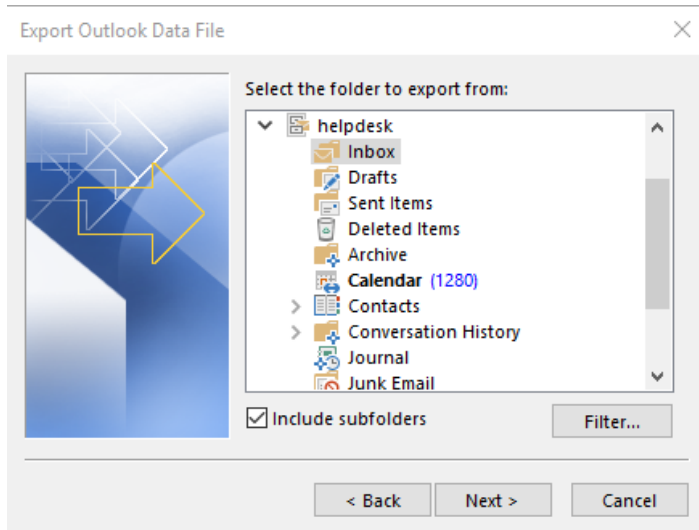 Export Outlook Data File
Select the folder to export from:
helpdesk
Inbox
Drafts
Sent Items
Deleted Items
Archive
Calendar (1280)
Contacts
Conversation History
Journal
Junk Email
Include subfolders
Filter...
< Back
Next >
Cancel